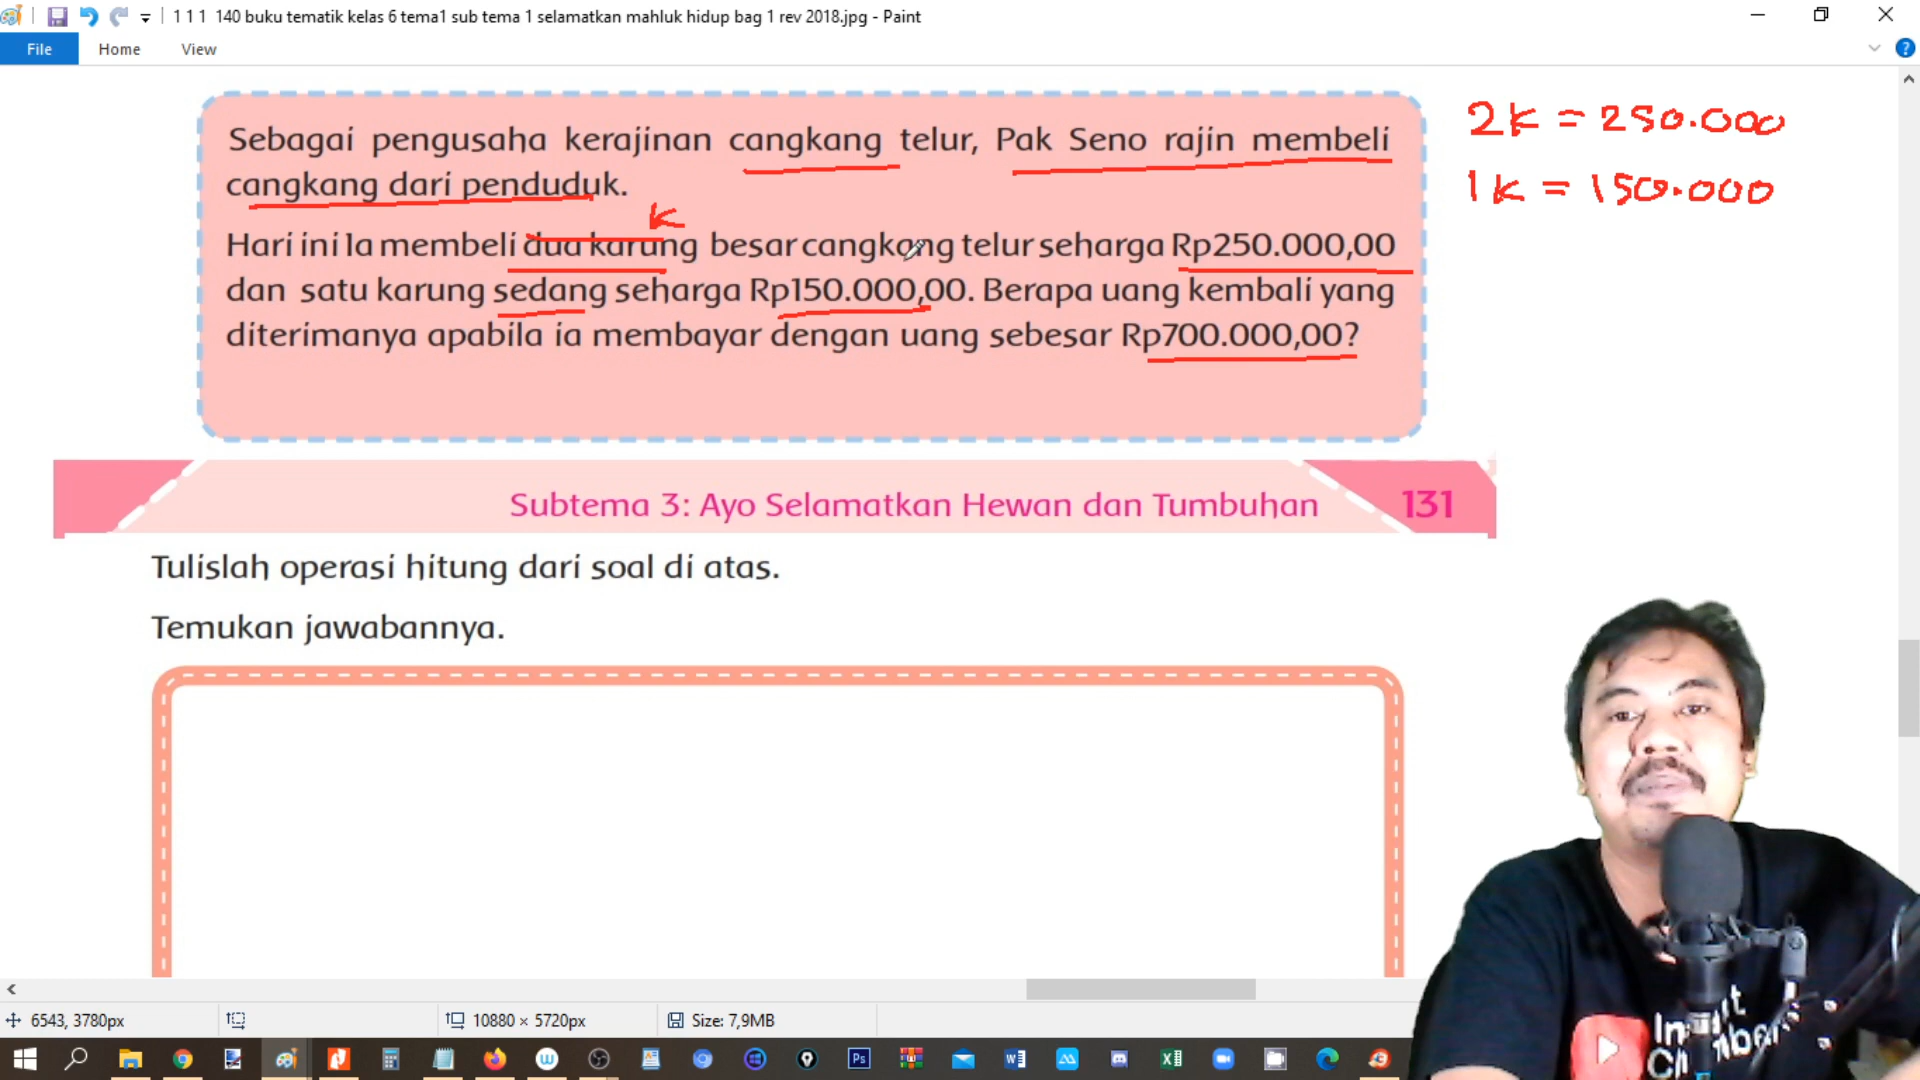 1 1 1  140 buku tematik kelas 6 tema1 sub tema 1 selamatkan mahluk hidup bag 1 rev 2018.jpg - Paint
File Home View
Sebagai pengusaha kerajinan cangkang telur, Pak Seno rajin membeli
cangkang dari penduduk.
K
Hari ini Ia membeli dua karung besar cangkang telur seharga Rp250.000,00
dan satu karung sedang seharga Rp150.000,00. Berapa uang kembali yang
diterimanya apabila ia membayar dengan uang sebesar Rp700.000,00?
2K = 250.000
1K = 150.000
Subtema 3: Ayo Selamatkan Hewan dan Tumbuhan 131
Tulislah operasi hitung dari soal di atas.
Temukan jawabannya.
6543, 3780px
10880 × 5720px
Size: 7,9MB